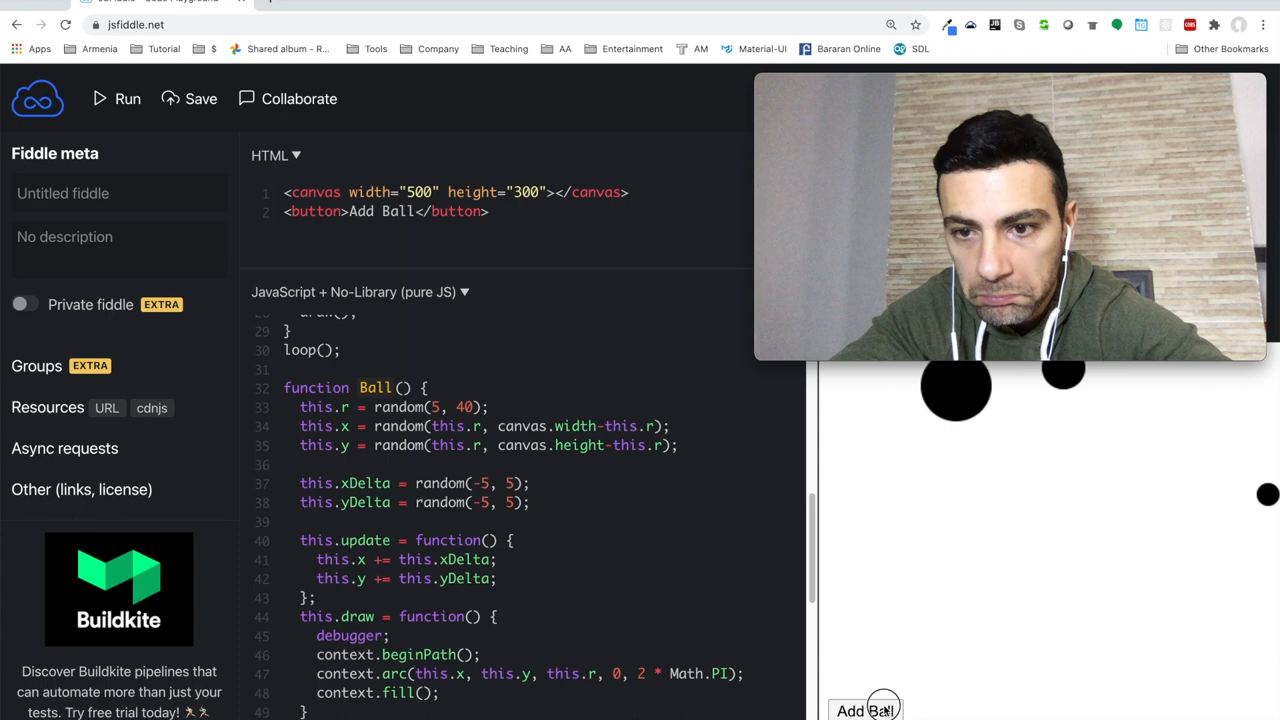 jsfiddle.net
Apps Armenia Tutorial $ Shared album - R... Tools Company Teaching AA Entertainment AM Material-UI Bararan Online SDL Other Bookmarks
Run Save Collaborate
Fiddle meta
Untitled fiddle
No description
Private fiddle EXTRA
Groups EXTRA
Resources URL cdnjs
Async requests
Other (links, license)
Buildkite
Discover Buildkite pipelines that
can automate more than just your
tests. Try free trial today!
HTML ▼
1 <canvas width="500" height="300"></canvas>
2 <button>Add Ball</button>
JavaScript + No-Library (pure JS) ▼
29 }
30 loop();
31
32 function Ball() {
33 this.r = random(5, 40);
34 this.x = random(this.r, canvas.width-this.r);
35 this.y = random(this.r, canvas.height-this.r);
36
37 this.xDelta = random(-5, 5);
38 this.yDelta = random(-5, 5);
39
40 this.update = function() {
41 this.x += this.xDelta;
42 this.y += this.yDelta;
43 };
44 this.draw = function() {
45 debugger;
46 context.beginPath();
47 context.arc(this.x, this.y, this.r, 0, 2 * Math.PI);
48 context.fill();
49 }
Add Ball